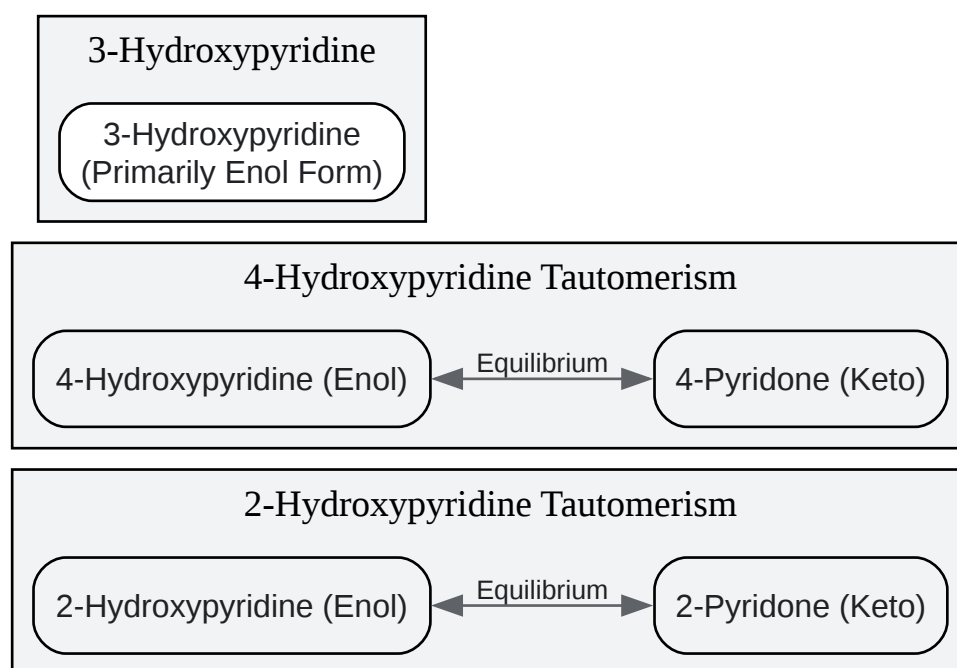 3-Hydroxypyridine
3-Hydroxypyridine
(Primarily Enol Form)
4-Hydroxypyridine Tautomerism
4-Hydroxypyridine (Enol)
Equilibrium
4-Pyridone (Keto)
2-Hydroxypyridine Tautomerism
2-Hydroxypyridine (Enol)
Equilibrium
2-Pyridone (Keto)